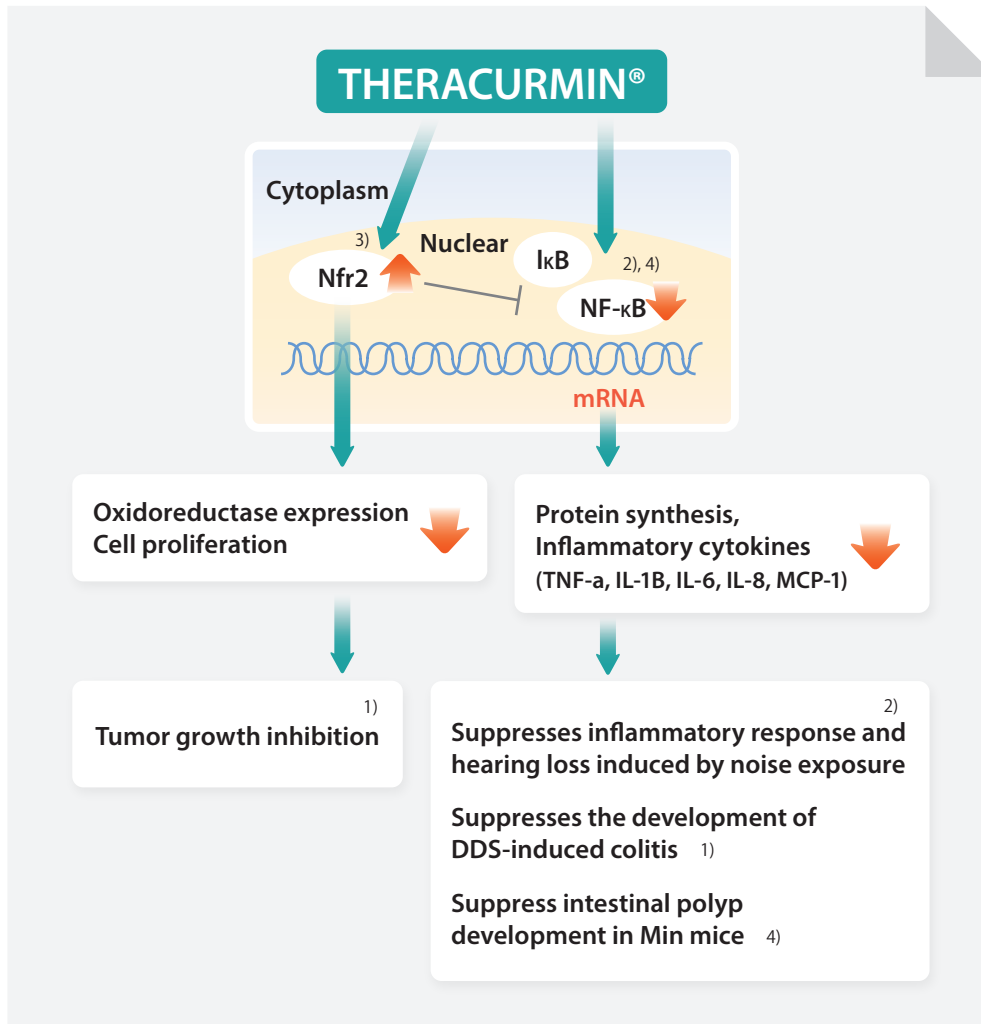 THERACURMIN®
Cytoplasm
3)
Nuclear
Nfr2
IκB
2), 4)
NF-κB
mRNA
Oxidoreductase expression
Cell proliferation
Protein synthesis,
Inflammatory cytokines
(TNF-a, IL-1B, IL-6, IL-8, MCP-1)
1)
Tumor growth inhibition
2)
Suppresses inflammatory response and
hearing loss induced by noise exposure
Suppresses the development of
DDS-induced colitis 1)
Suppress intestinal polyp
development in Min mice 4)